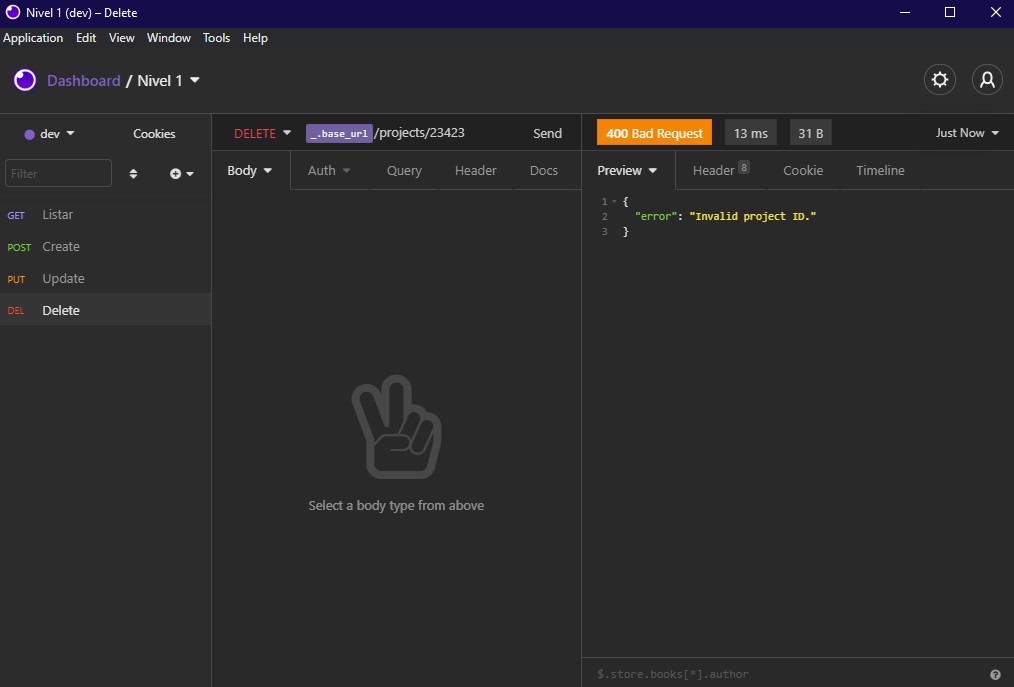 Nivel 1 (dev) – Delete
Application Edit View Window Tools Help
Dashboard / Nivel 1
dev Cookies
DELETE _.base_url/projects/23423 Send
400 Bad Request 13 ms 31 B Just Now
Filter
Body Auth Query Header Docs
Preview Header 8 Cookie Timeline
GET Listar
POST Create
PUT Update
DEL Delete
1 {
2 "error": "Invalid project ID."
3 }
Select a body type from above
$.store.books[*].author